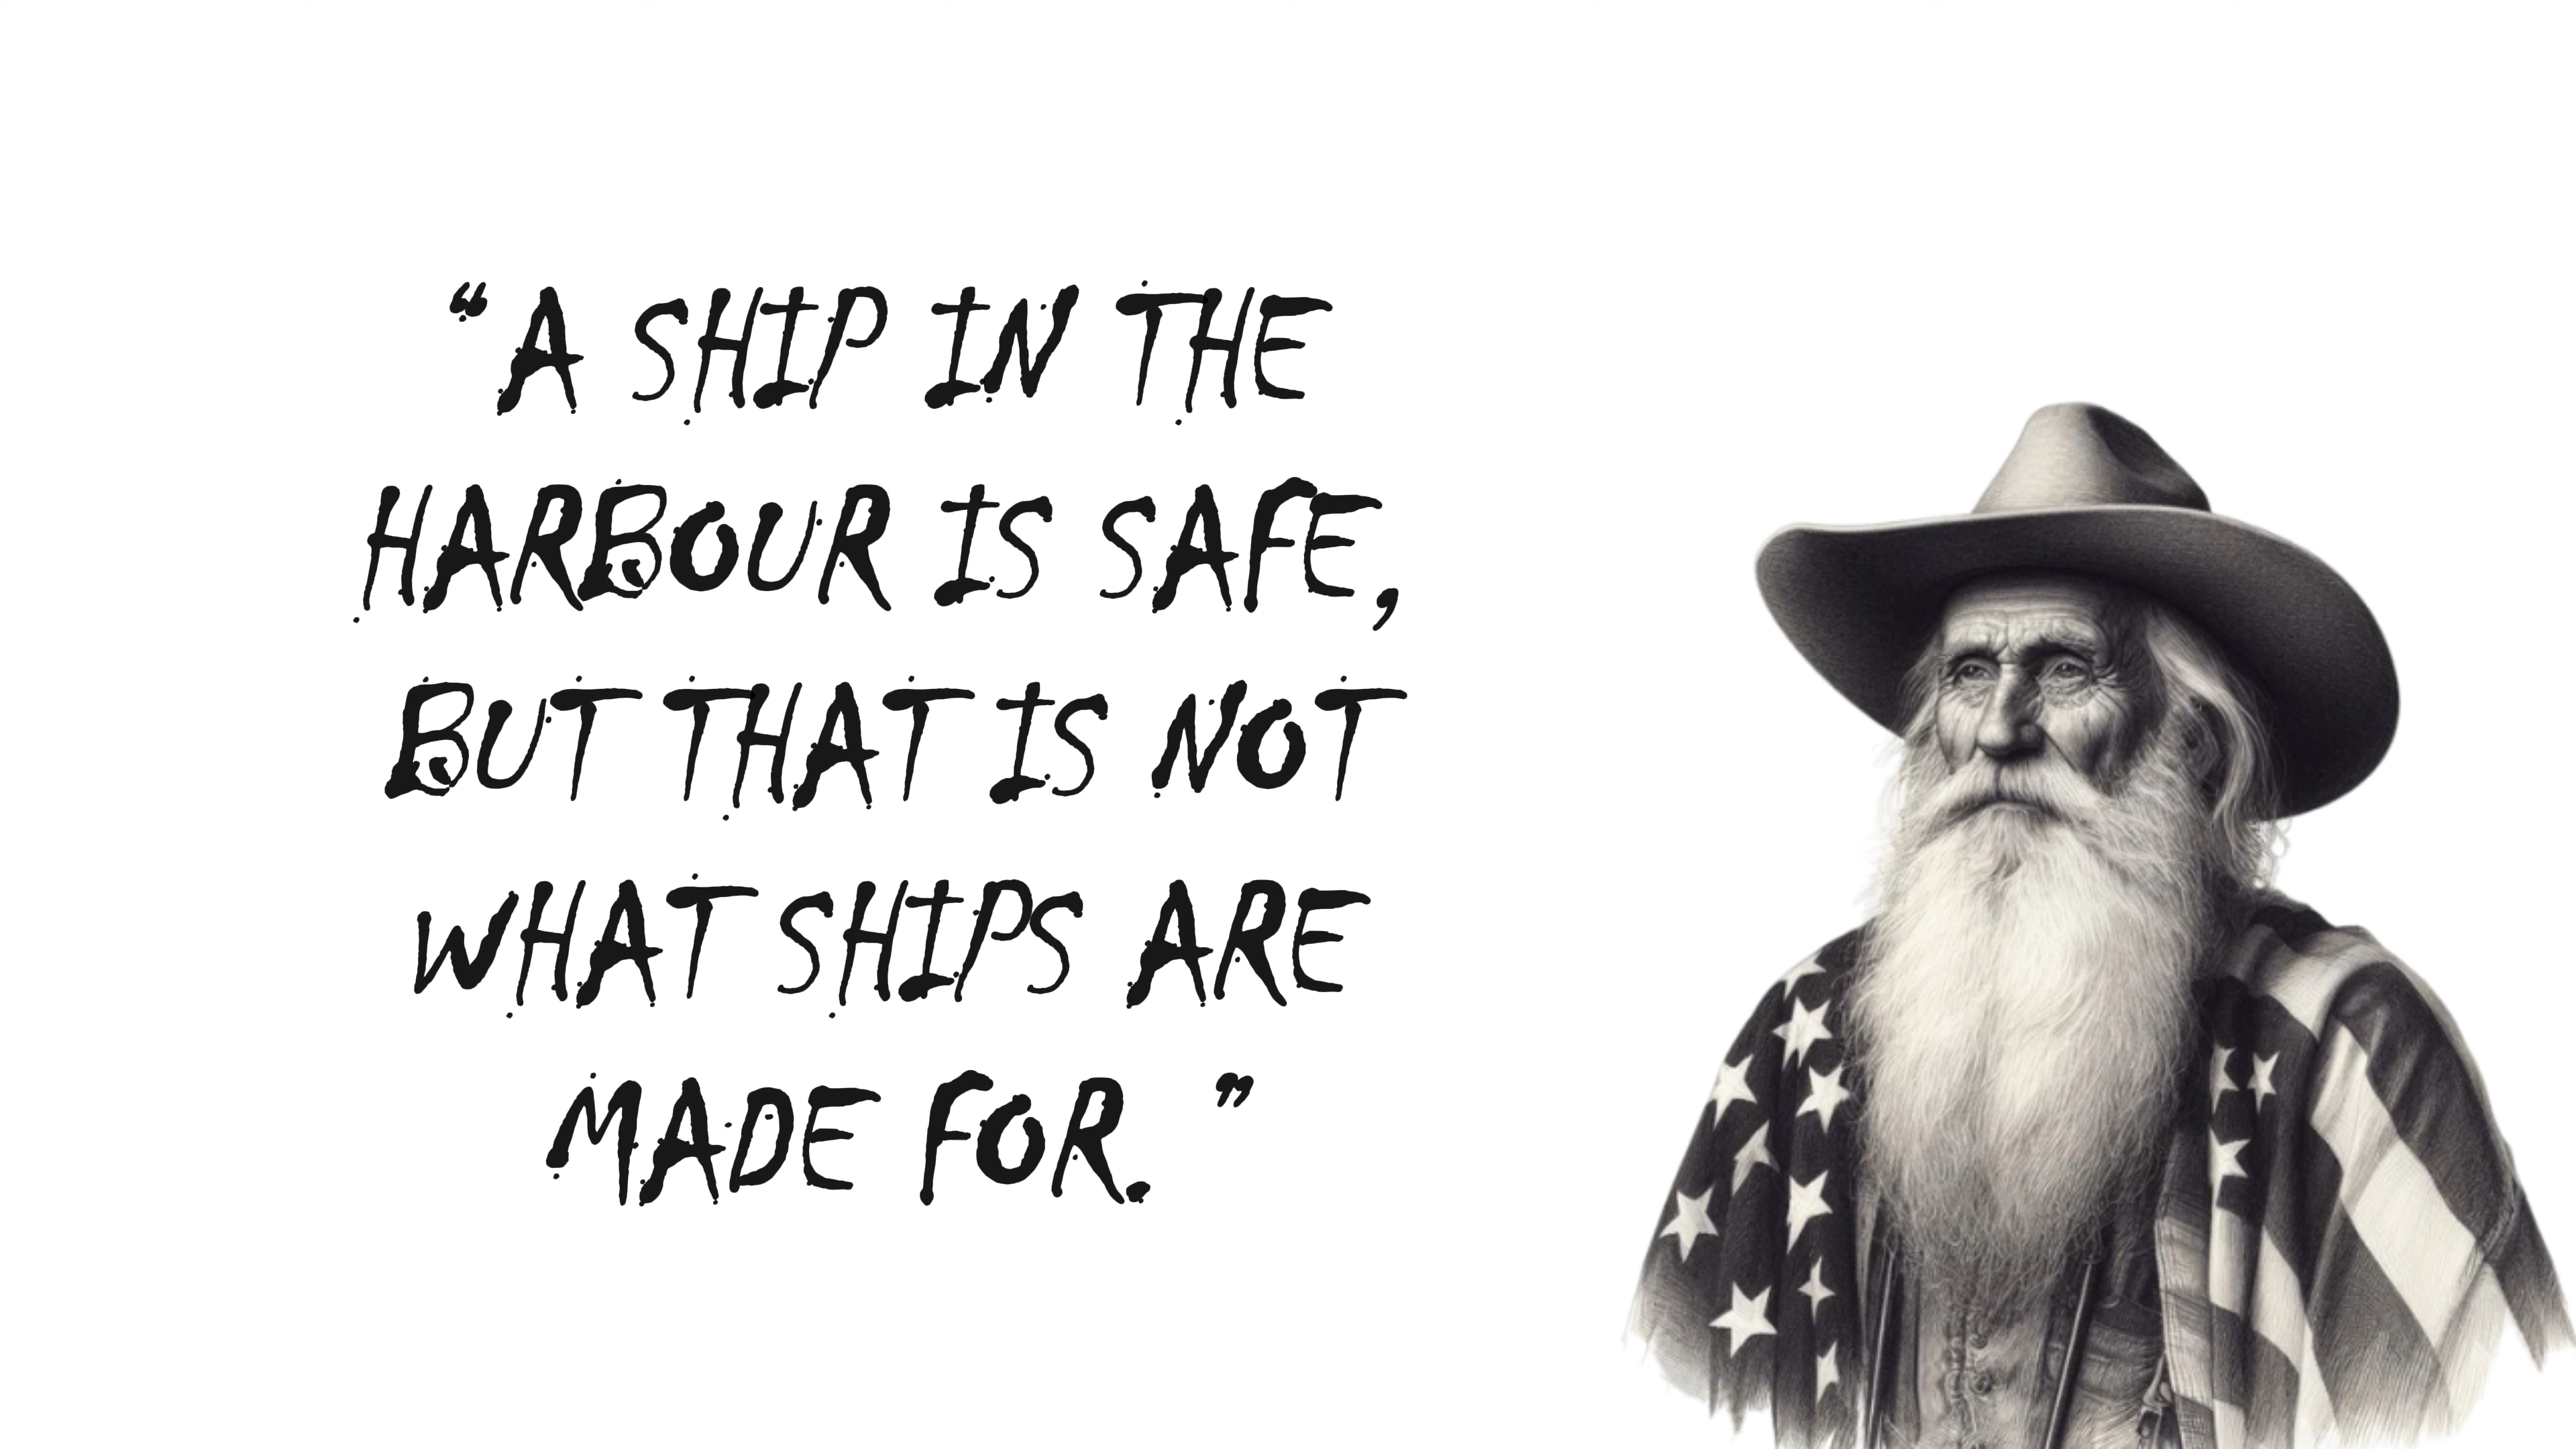 “A SHIP IN THE
HARBOUR IS SAFE,
BUT THAT IS NOT
WHAT SHIPS ARE
MADE FOR. ”